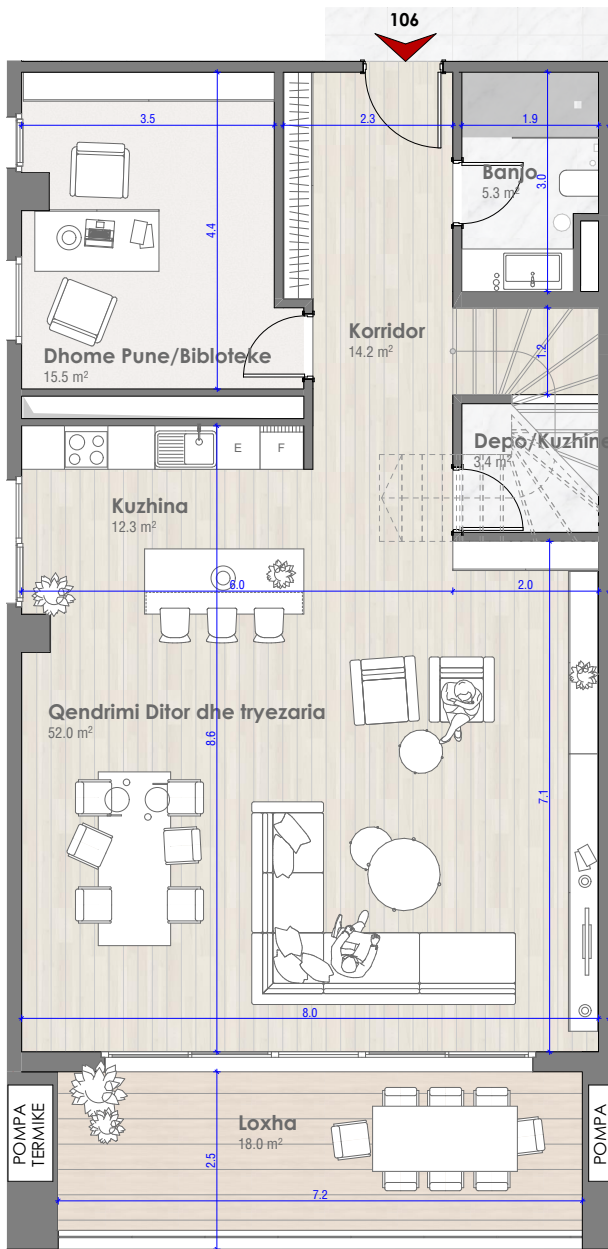 106
3.5
2.3
1.9
Banjo
5.3 m²
3.0
4.4
Dhome Pune/Bibloteke
15.5 m²
Korridor
14.2 m²
1.2
Depo/Kuzhine
3.4 m²
E
F
Kuzhina
12.3 m²
6.0
2.0
Qendrimi Ditor dhe tryezaria
52.0 m²
8.6
7.1
8.0
POMPA
TERMIKE
Loxha
18.0 m²
POMPA
2.5
7.2